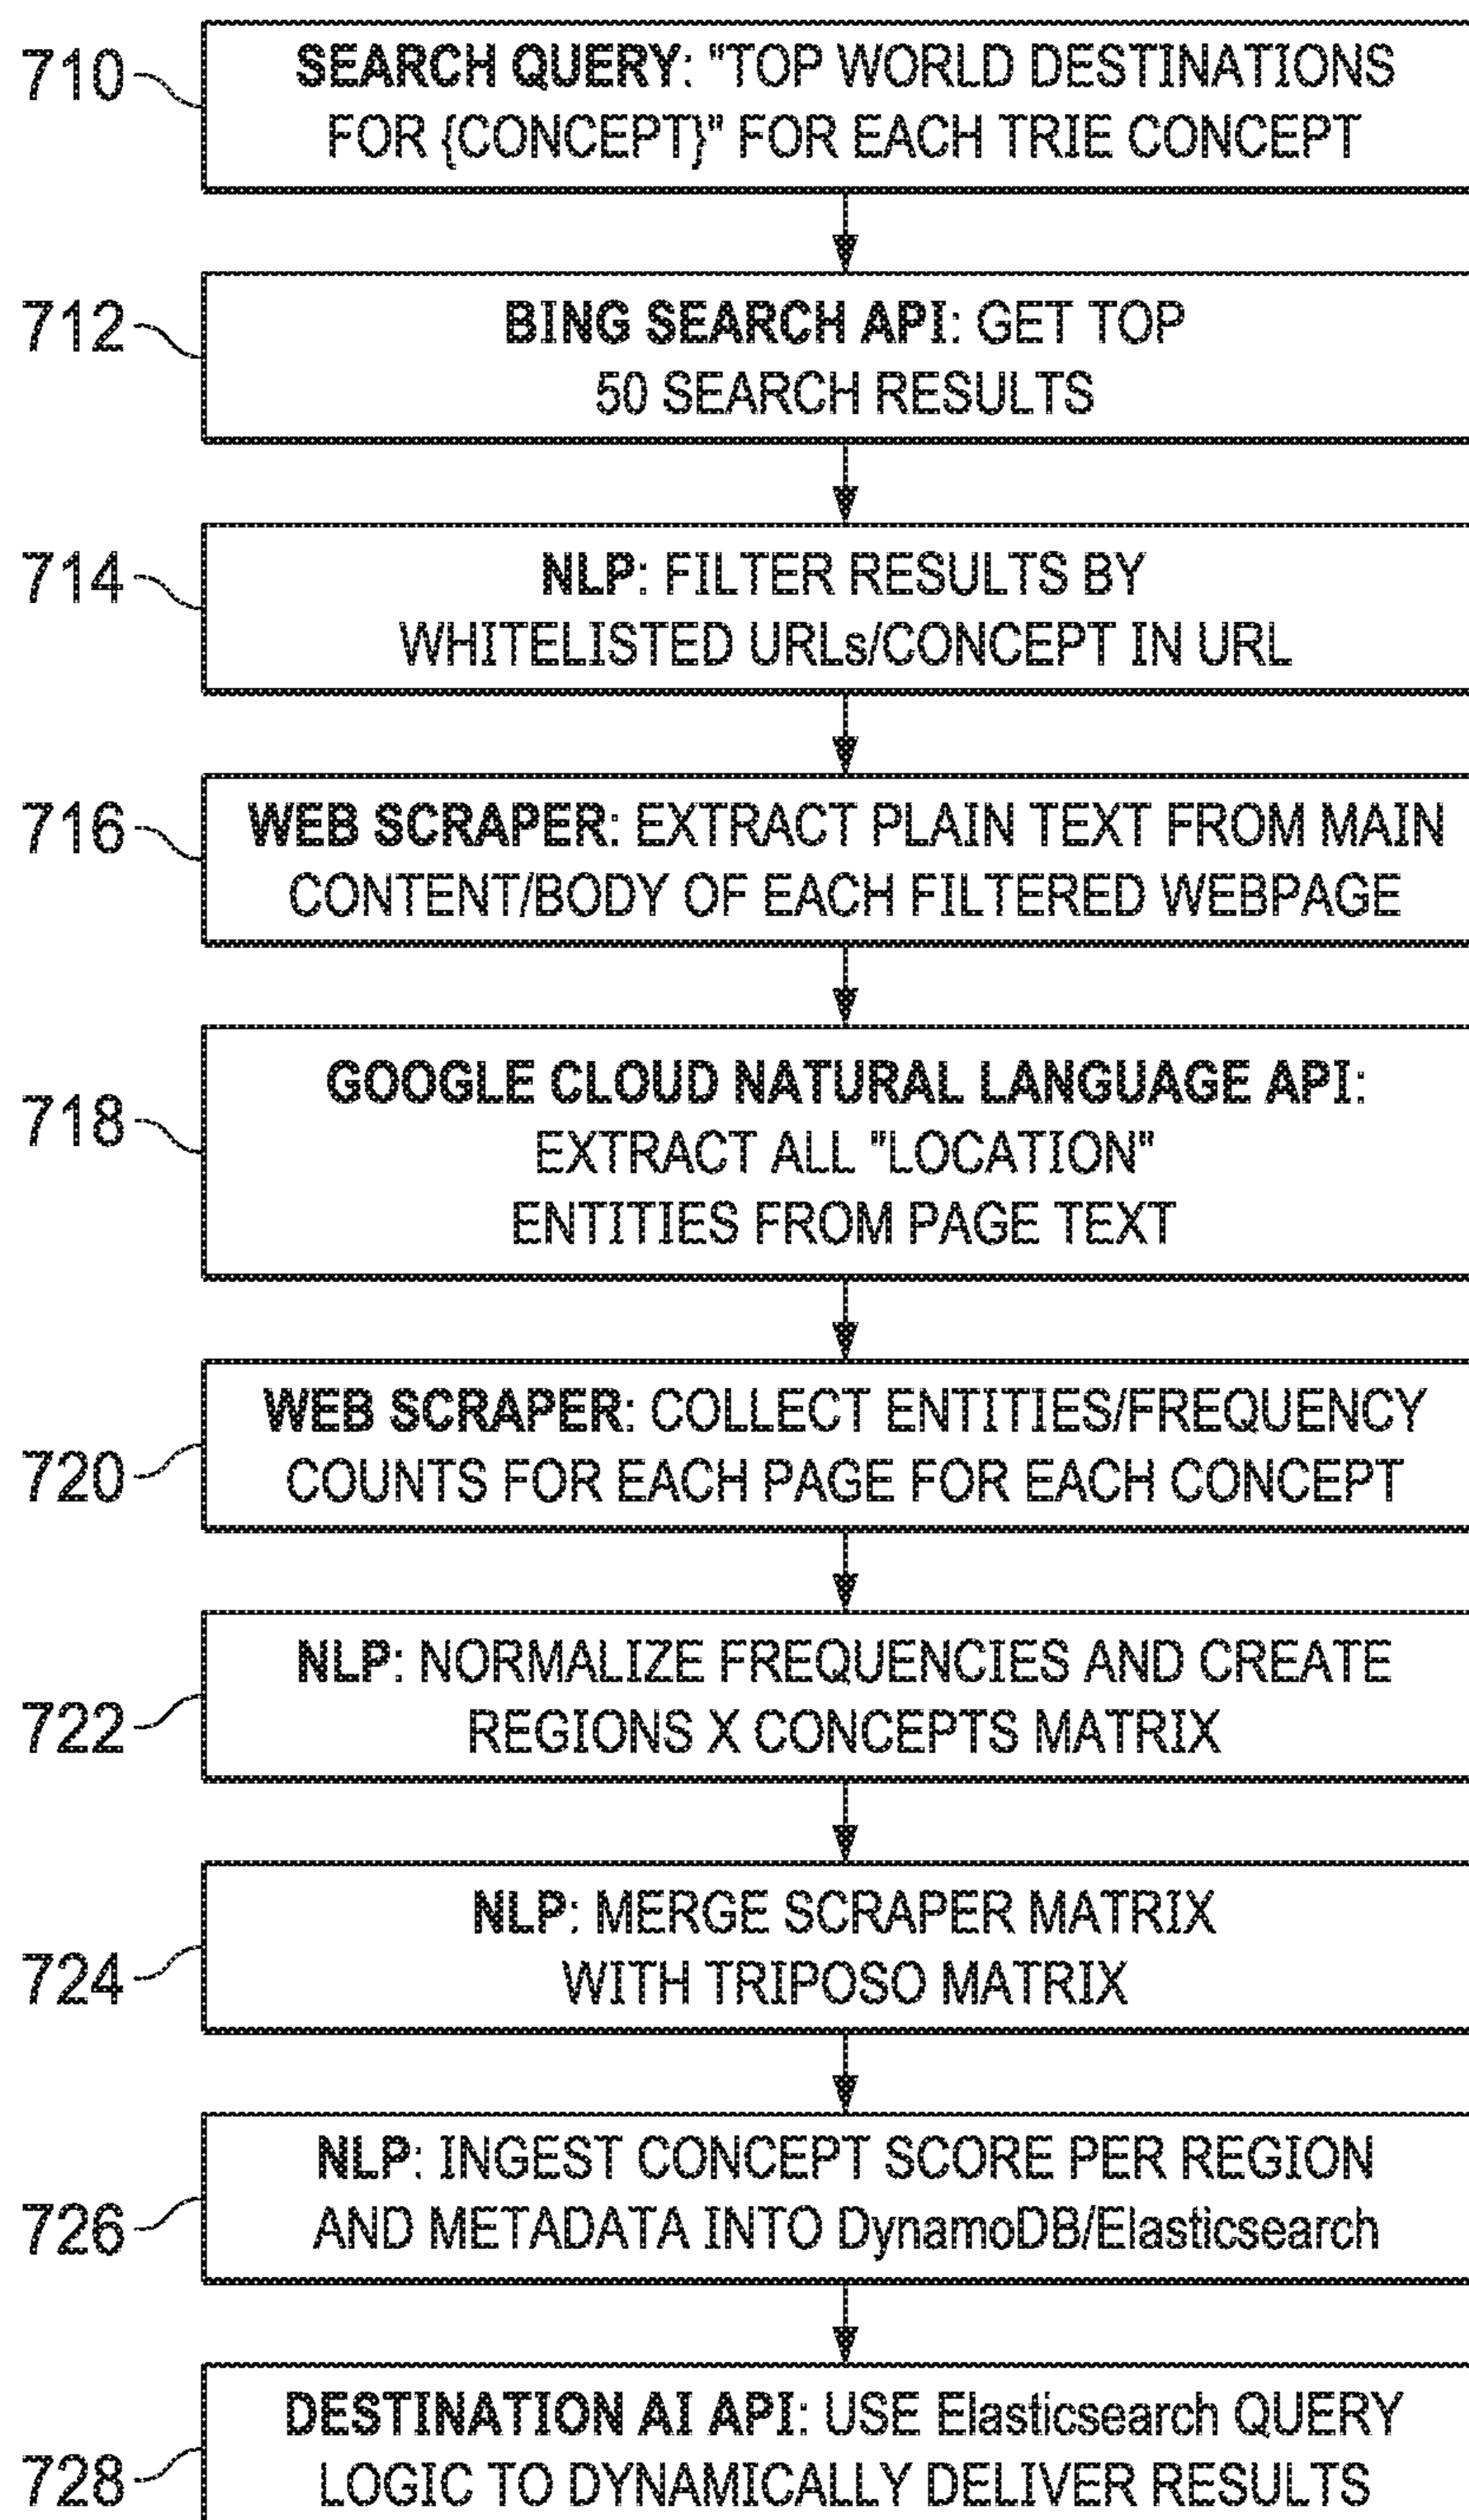 710
SEARCH QUERY: "TOP WORLD DESTINATIONS
FOR {CONCEPT}" FOR EACH TRIE CONCEPT
712
BING SEARCH API: GET TOP
50 SEARCH RESULTS
714
NLP: FILTER RESULTS BY
WHITELISTED URLs/CONCEPT IN URL
716
WEB SCRAPER: EXTRACT PLAIN TEXT FROM MAIN
CONTENT/BODY OF EACH FILTERED WEBPAGE
718
GOOGLE CLOUD NATURAL LANGUAGE API:
EXTRACT ALL "LOCATION"
ENTITIES FROM PAGE TEXT
720
WEB SCRAPER: COLLECT ENTITIES/FREQUENCY
COUNTS FOR EACH PAGE FOR EACH CONCEPT
722
NLP: NORMALIZE FREQUENCIES AND CREATE
REGIONS X CONCEPTS MATRIX
724
NLP: MERGE SCRAPER MATRIX
WITH TRIPOSO MATRIX
726
NLP: INGEST CONCEPT SCORE PER REGION
AND METADATA INTO DynamoDB/Elasticsearch
728
DESTINATION AI API: USE Elasticsearch QUERY
LOGIC TO DYNAMICALLY DELIVER RESULTS